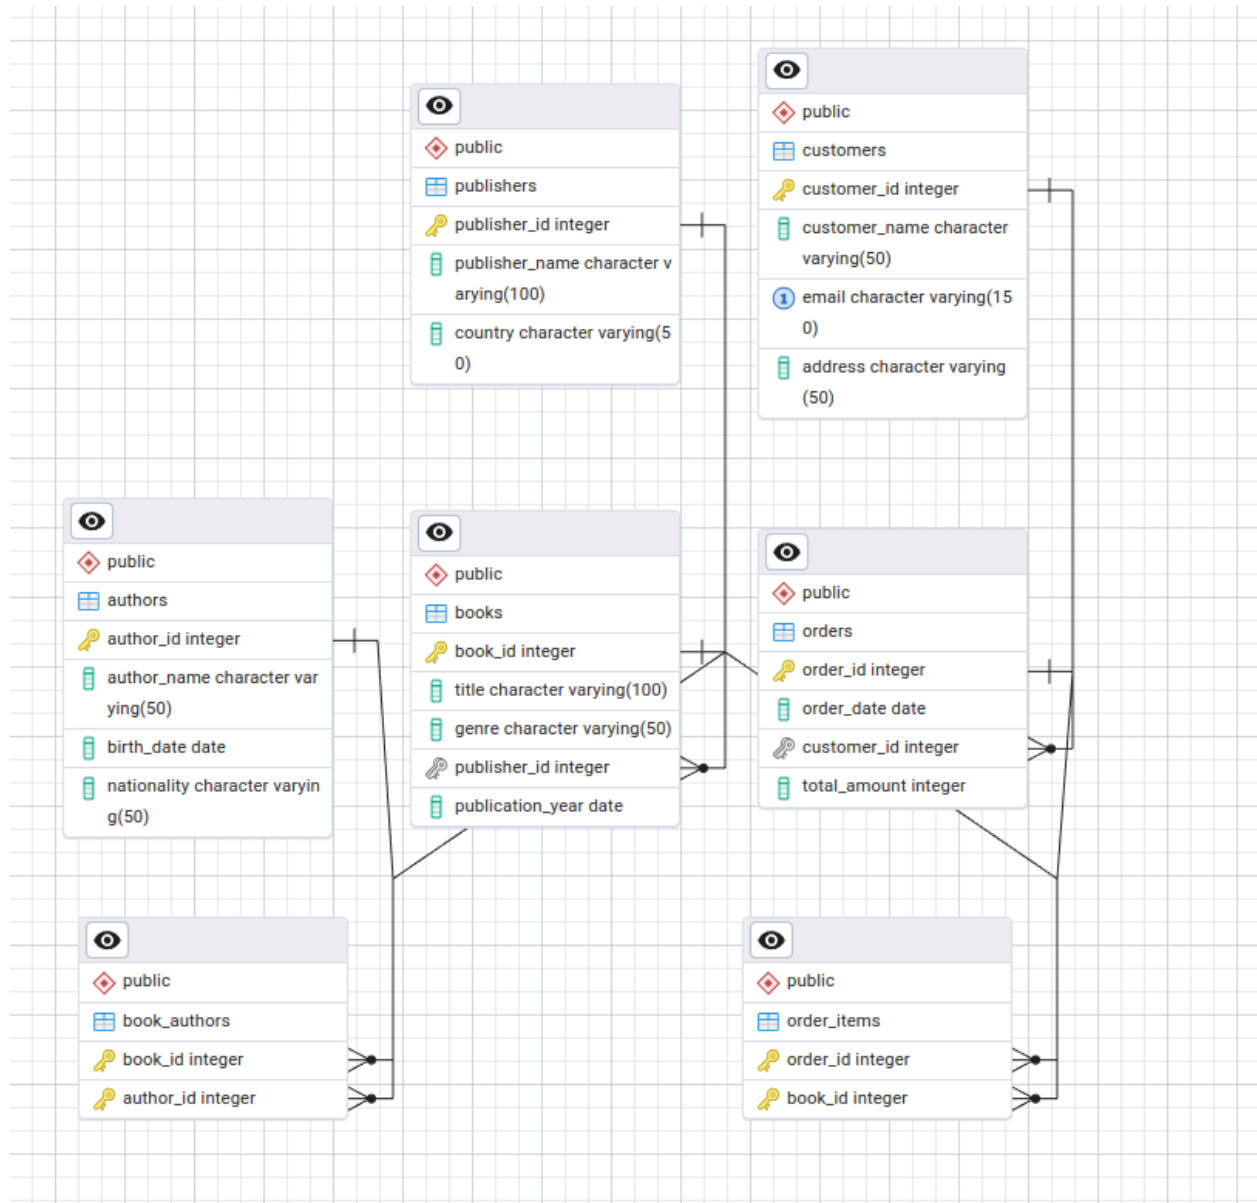 public
publishers
publisher_id integer
publisher_name character v
arying(100)
country character varying(5
0)
public
customers
customer_id integer
customer_name character
varying(50)
1
email character varying(15
0)
address character varying
(50)
public
authors
author_id integer
author_name character var
ying(50)
birth_date date
nationality character varyin
g(50)
public
books
book_id integer
title character varying(100)
genre character varying(50)
publisher_id integer
publication_year date
public
orders
order_id integer
order_date date
customer_id integer
total_amount integer
public
book_authors
book_id integer
author_id integer
public
order_items
order_id integer
book_id integer